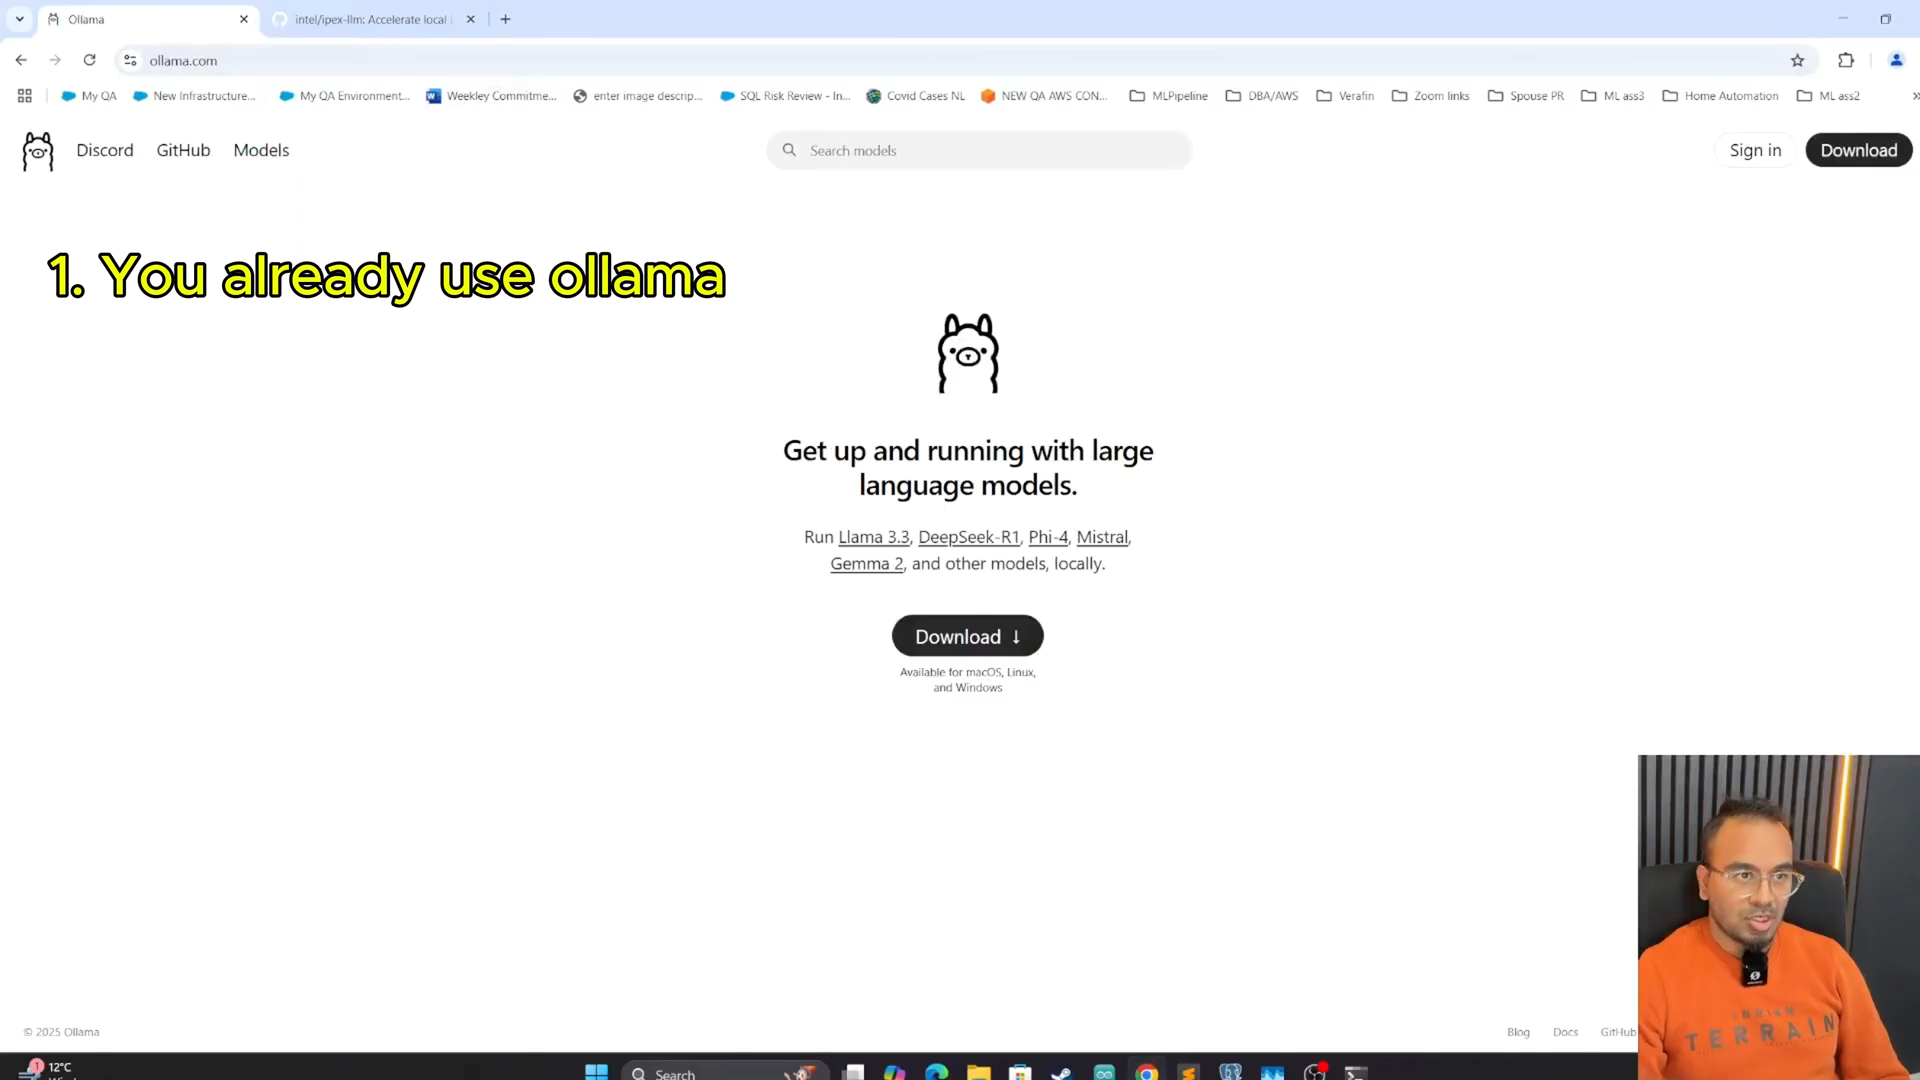 Ollama
intel/ipex-llm: Accelerate local
ollama.com
My QA
New Infrastructure...
My QA Environment...
Weekley Commitme...
enter image descrip...
SQL Risk Review - In...
Covid Cases NL
NEW QA AWS CON...
MLPipeline
DBA/AWS
Verafin
Zoom links
Spouse PR
ML ass3
Home Automation
ML ass2
Discord
GitHub
Models
Search models
Sign in
Download
1. You already use ollama
Get up and running with large
language models.
Run Llama 3.3, DeepSeek-R1, Phi-4, Mistral,
Gemma 2, and other models, locally.
Download ↓
Available for macOS, Linux,
and Windows
INDIAN
TERRAIN
© 2025 Ollama
Blog
Docs
GitHub
1
12°C
Search